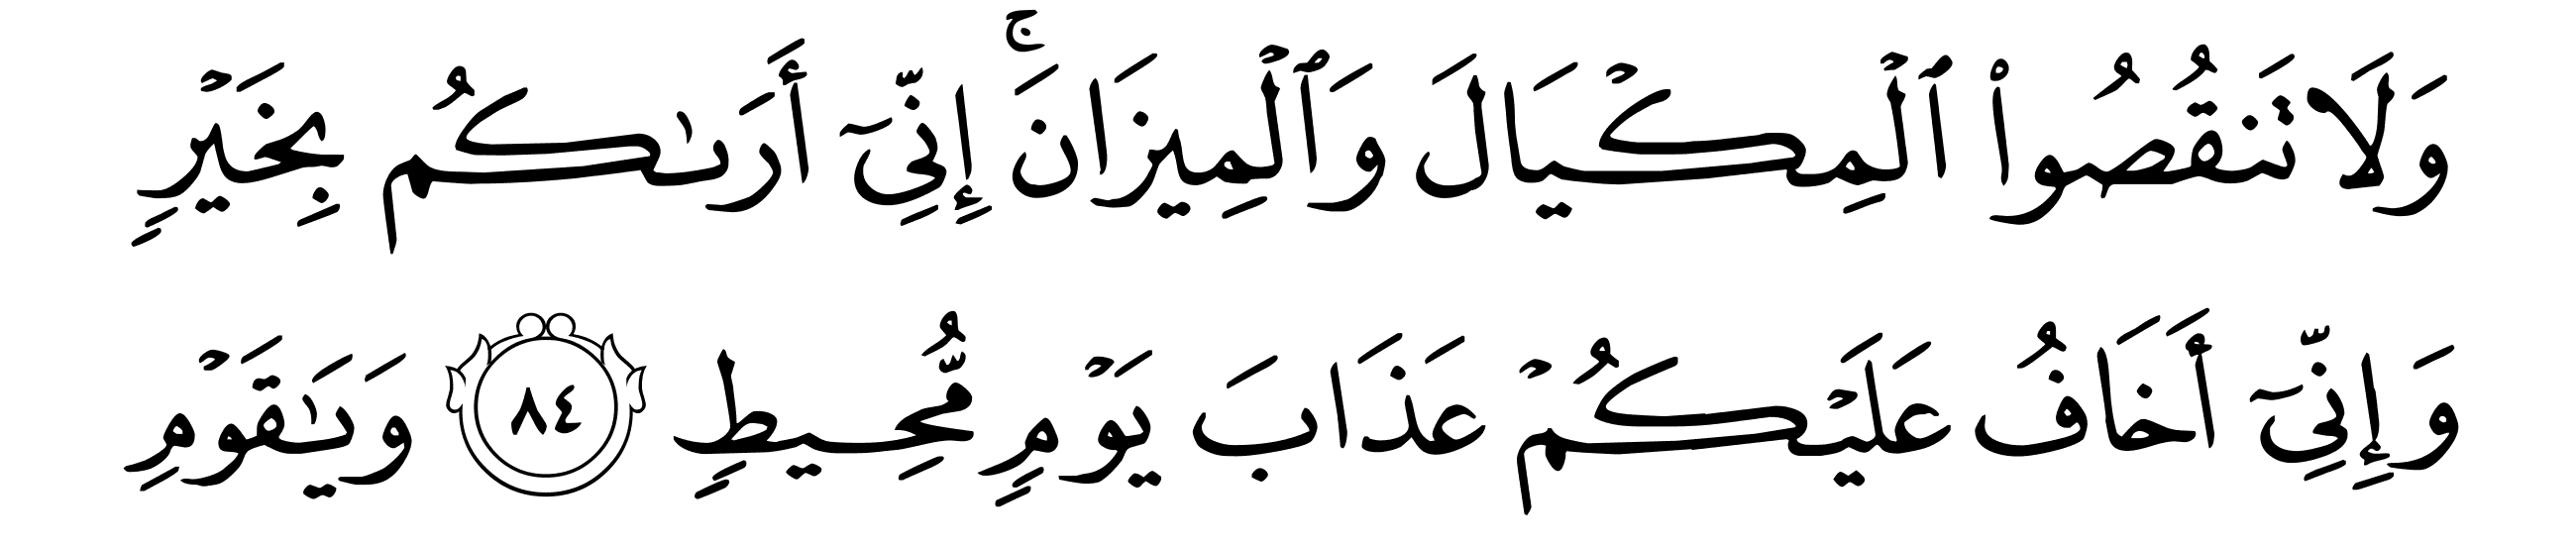 وَلَا تَنقُصُوا۟ ٱلْمِكْيَالَ وَٱلْمِيزَانَ ۚ إِنِّىٓ أَرَىٰكُم بِخَيْرٍ
وَإِنِّىٓ أَخَافُ عَلَيْكُمْ عَذَابَ يَوْمٍ مُّحِيطٍ ٨٤ وَيَـٰقَوْمِ